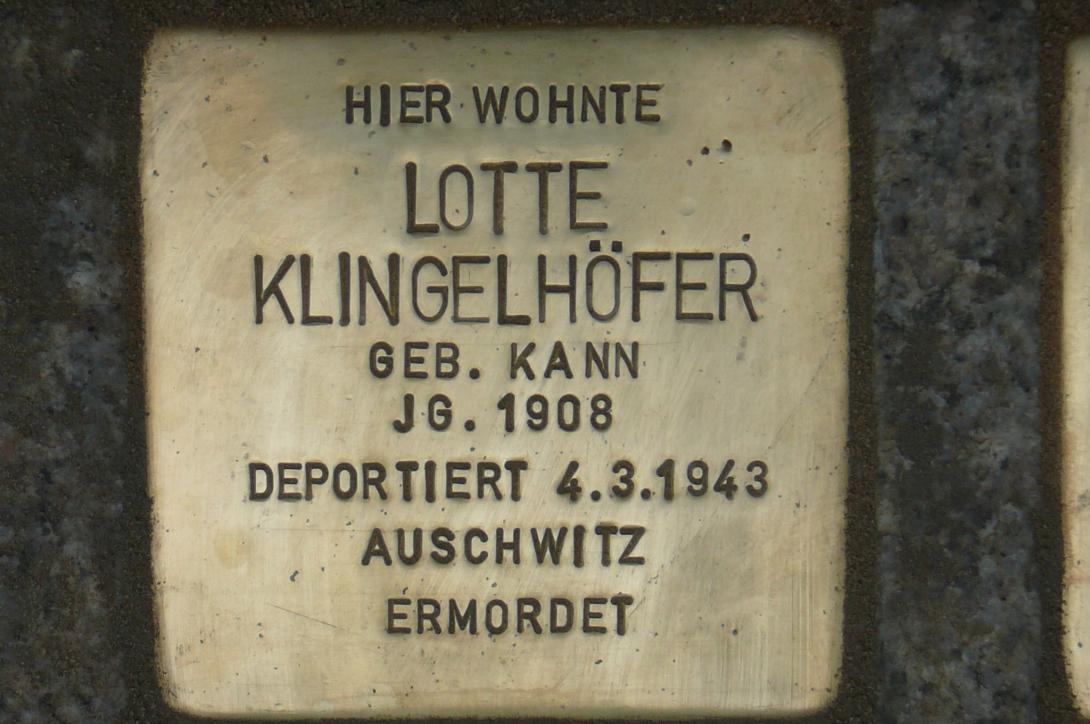 HIER WOHNTE
LOTTE
KLINGELHÖFER
GEB. KANN
JG. 1908
DEPORTIERT 4.3.1943
AUSCHWITZ
ERMORDET